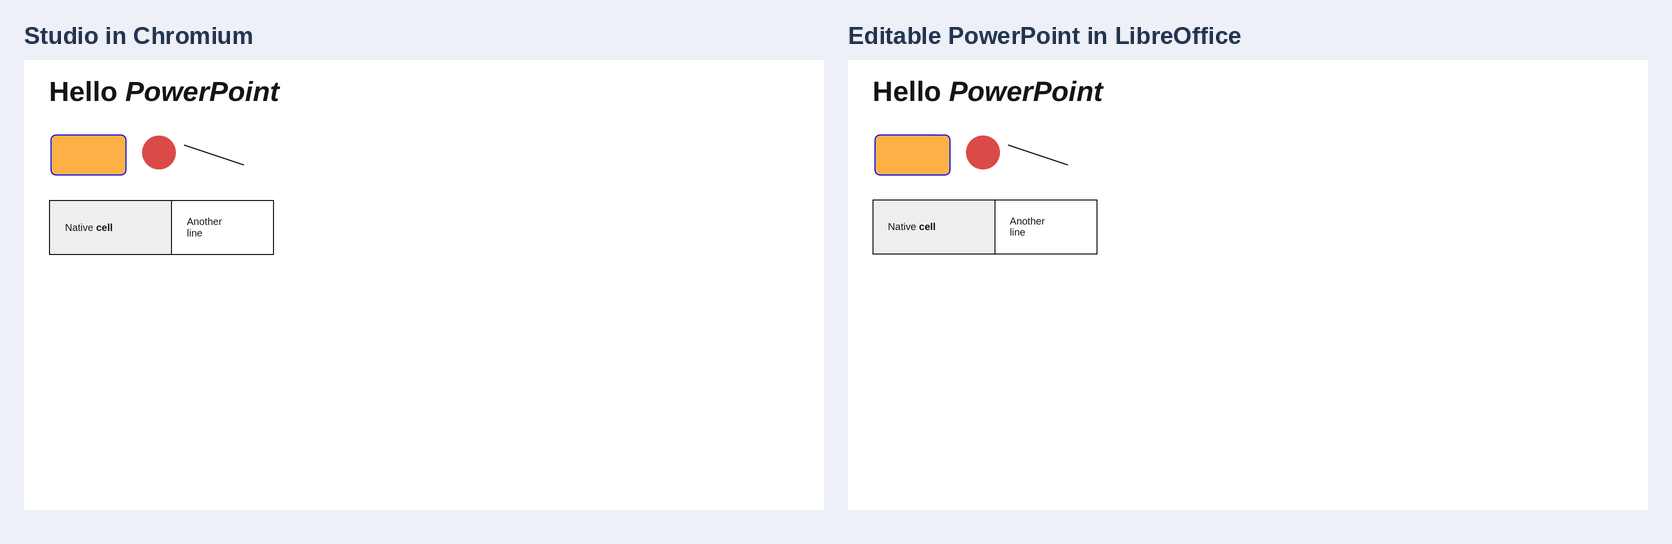 Studio in Chromium
Hello PowerPoint
Native cell
Another
line
Editable PowerPoint in LibreOffice
Hello PowerPoint
Native cell
Another
line